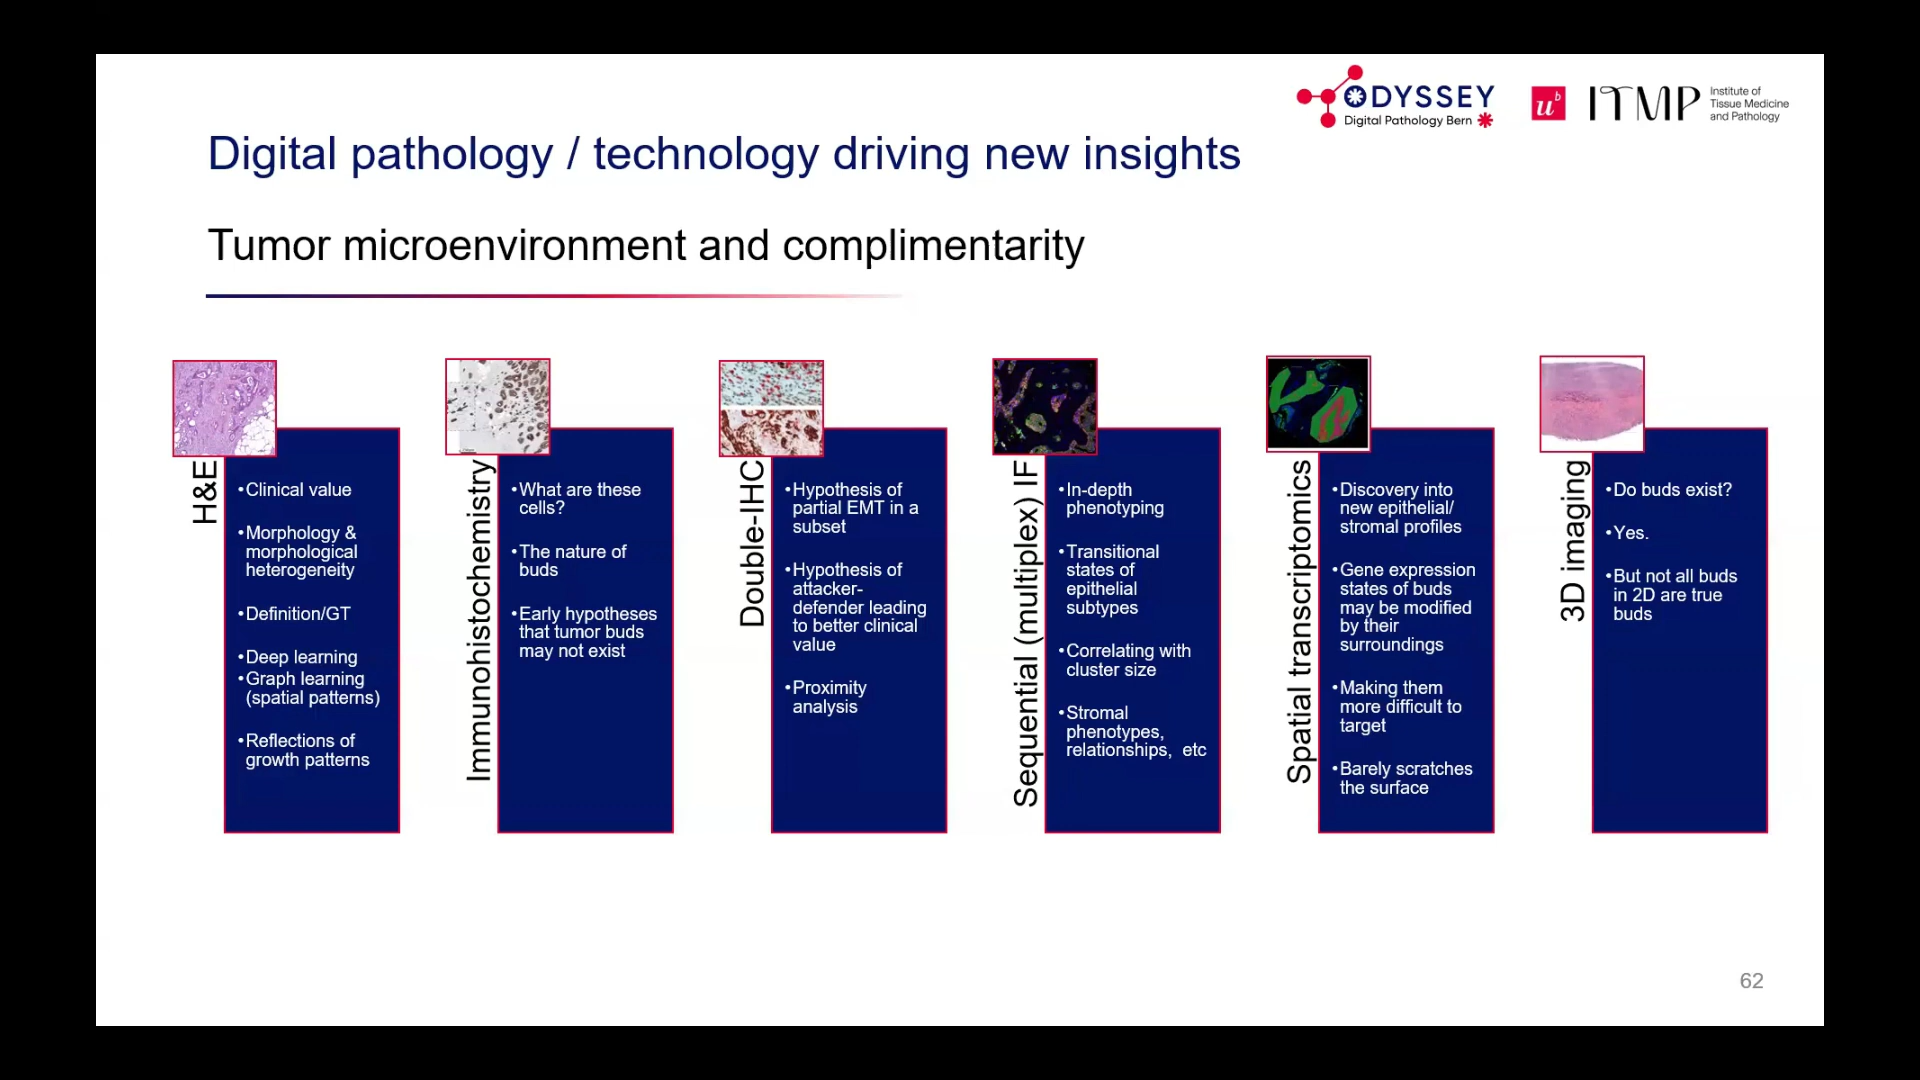 ODYSSEY
Digital Pathology Bern
u b
ITMP
Institute of
Tissue Medicine
and Pathology
Digital pathology / technology driving new insights
Tumor microenvironment and complimentarity
H&E
•Clinical value
•Morphology &
morphological
heterogeneity
•Definition/GT
•Deep learning
•Graph learning
(spatial patterns)
•Reflections of
growth patterns
Immunohistochemistry
•What are these
cells?
•The nature of
buds
•Early hypotheses
that tumor buds
may not exist
Double-IHC
•Hypothesis of
partial EMT in a
subset
•Hypothesis of
attacker-
defender leading
to better clinical
value
•Proximity
analysis
Sequential (multiplex) IF
•In-depth
phenotyping
•Transitional
states of
epithelial
subtypes
•Correlating with
cluster size
•Stromal
phenotypes,
relationships, etc
Spatial transcriptomics
•Discovery into
new epithelial/
stromal profiles
•Gene expression
states of buds
may be modified
by their
surroundings
•Making them
more difficult to
target
•Barely scratches
the surface
3D imaging
•Do buds exist?
•Yes.
•But not all buds
in 2D are true
buds
62